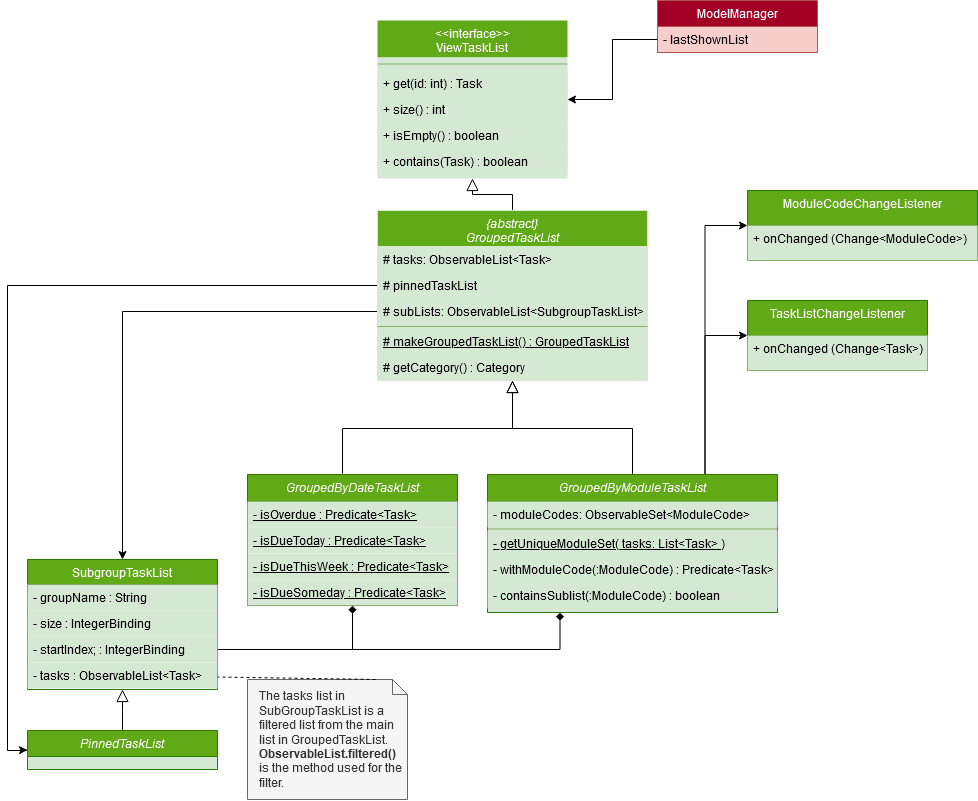 ModelManager
- lastShownList
<<interface>>
ViewTaskList
+ get(id: int) : Task
+ size() : int
+ isEmpty() : boolean
+ contains(Task) : boolean
ModuleCodeChangeListener
+ onChanged (Change<ModuleCode>)
{abstract}
GroupedTaskList
# tasks: ObservableList<Task>
# pinnedTaskList
# subLists: ObservableList<SubgroupTaskList>
# makeGroupedTaskList() : GroupedTaskList
# getCategory() : Category
TaskListChangeListener
+ onChanged (Change<Task>)
GroupedByDateTaskList
- isOverdue : Predicate<Task>
- isDueToday : Predicate<Task>
- isDueThisWeek : Predicate<Task>
- isDueSomeday : Predicate<Task>
GroupedByModuleTaskList
- moduleCodes: ObservableSet<ModuleCode>
- getUniqueModuleSet( tasks: List<Task> )
- withModuleCode(:ModuleCode) : Predicate<Task>
- containsSublist(:ModuleCode) : boolean
SubgroupTaskList
- groupName : String
- size : IntegerBinding
- startIndex; : IntegerBinding
- tasks : ObservableList<Task>
PinnedTaskList
The tasks list in
SubGroupTaskList is a
filtered list from the main
list in GroupedTaskList.
ObservableList.filtered()
is the method used for the
filter.